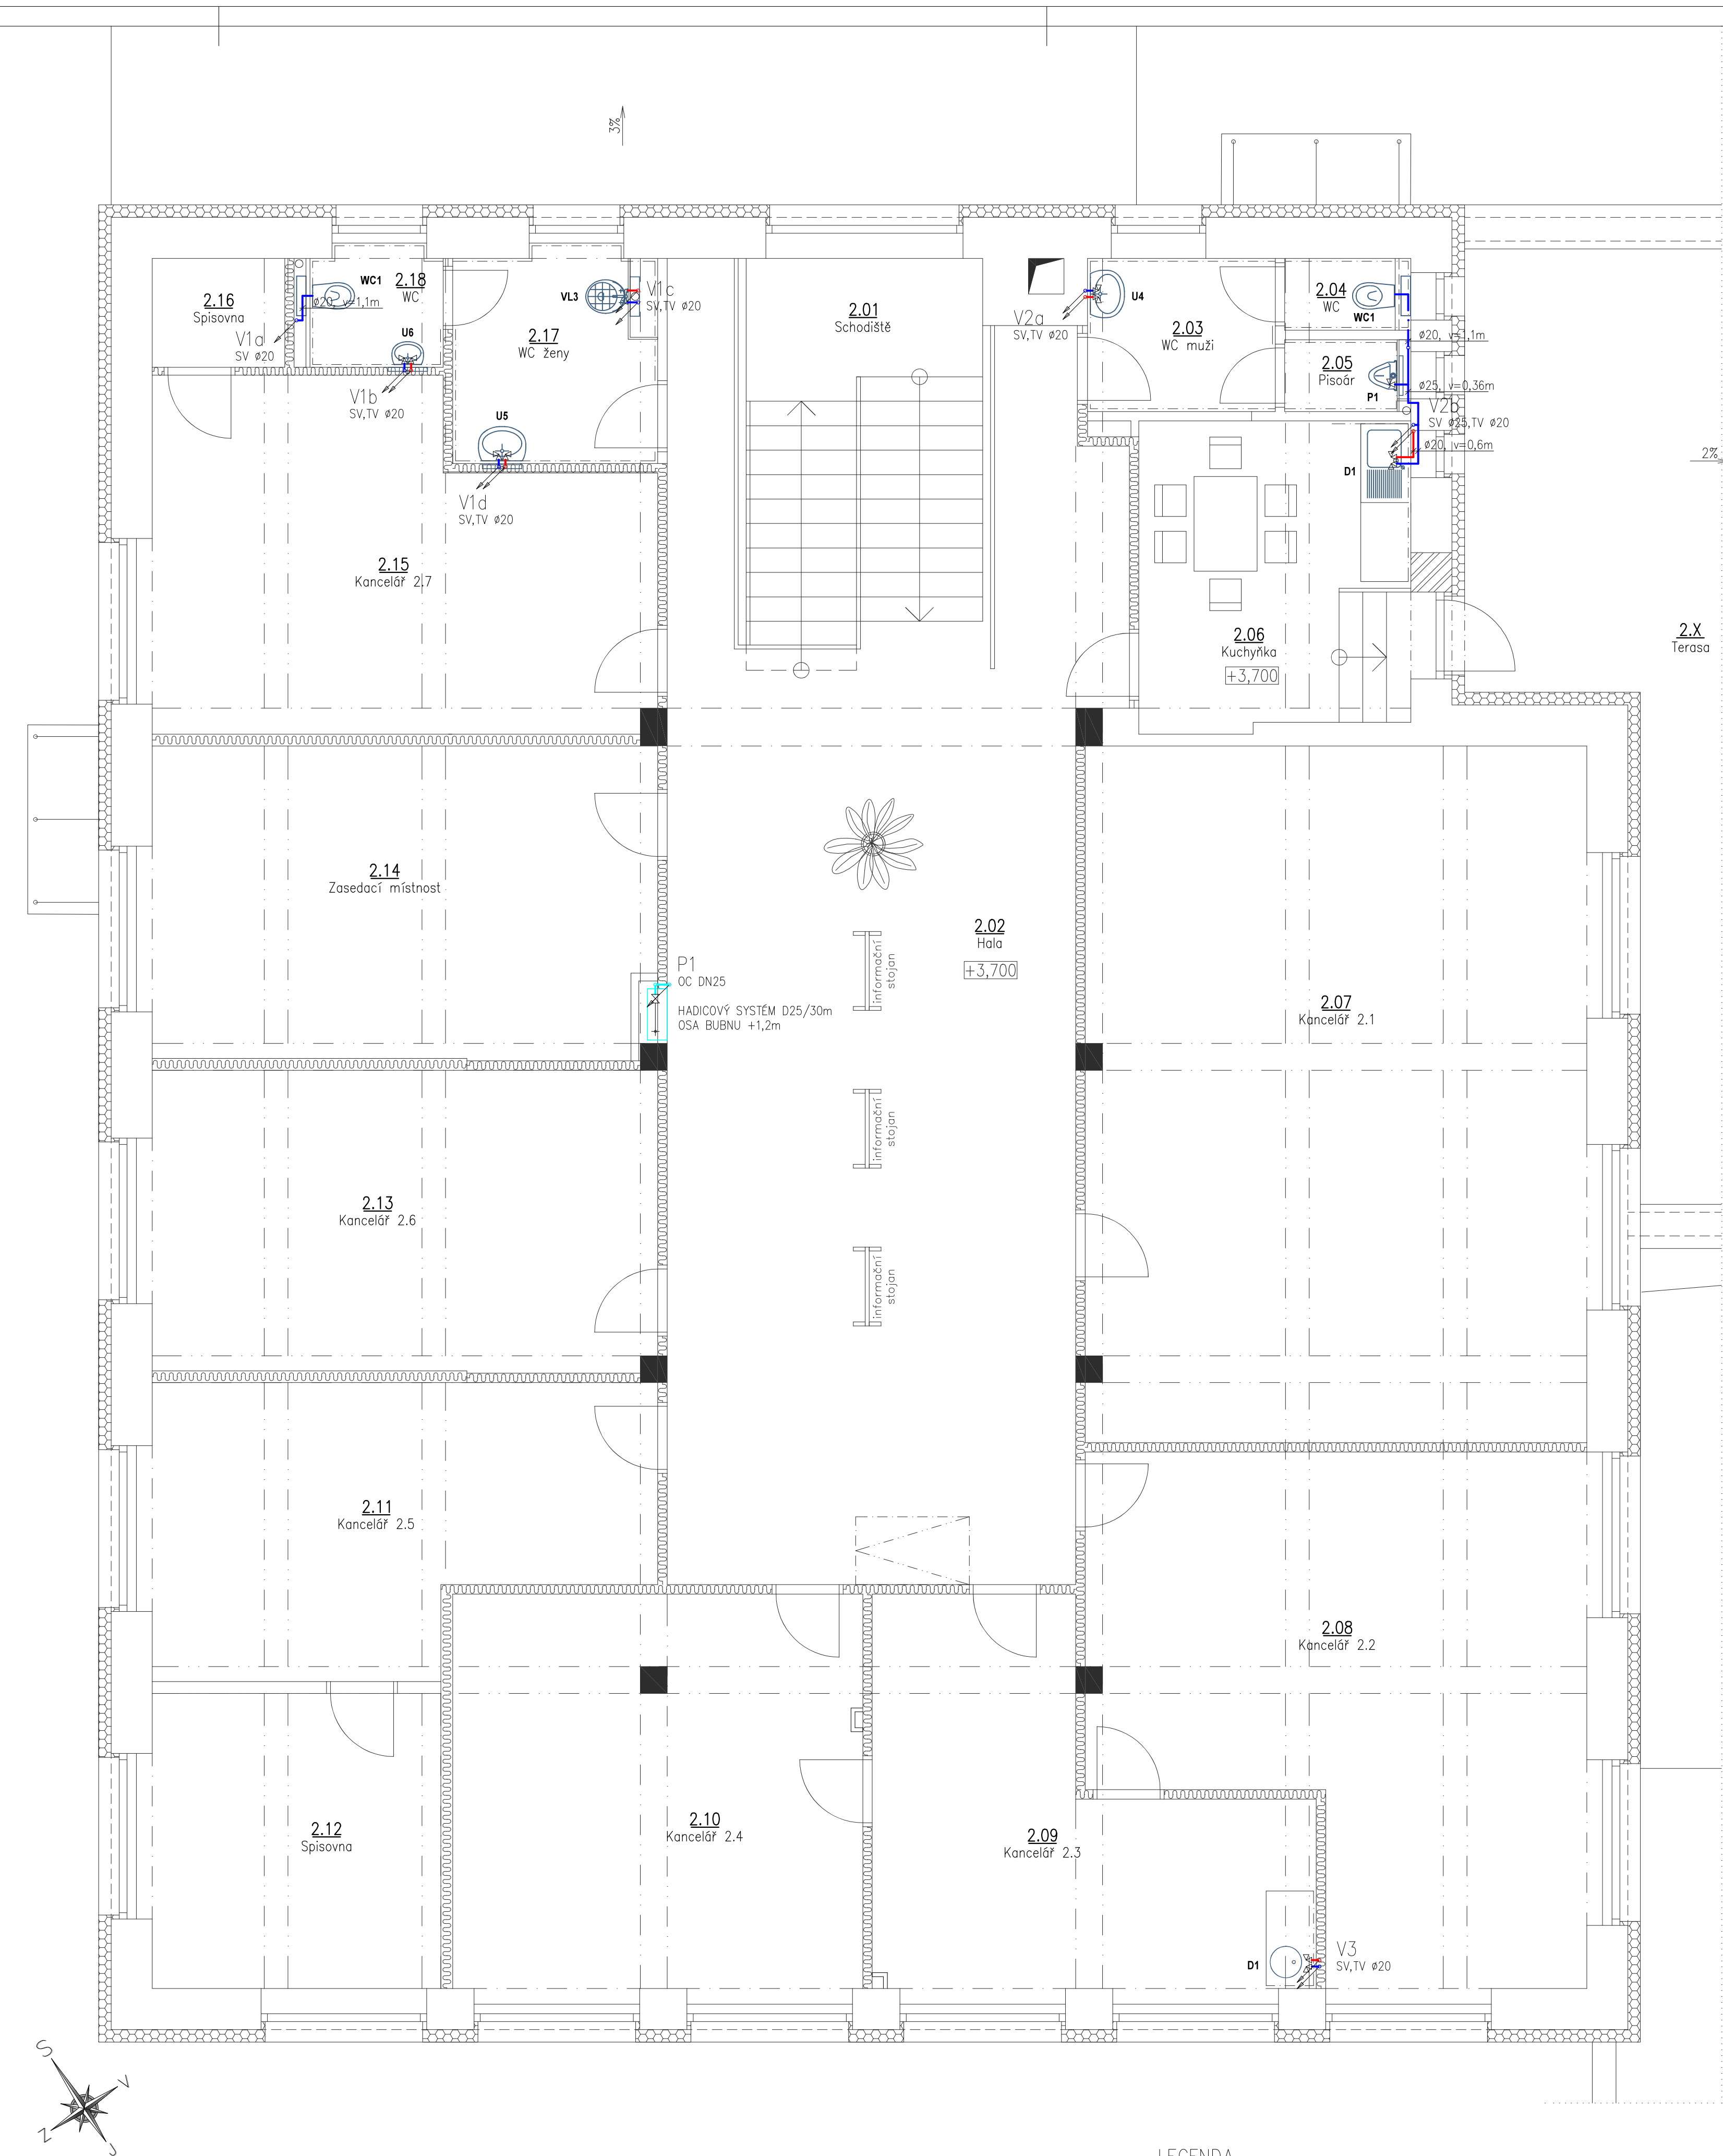 3%
2.16
Spisovna
WC1
2.18
WC
ø20, v=1,1m
U6
V1a
SV ø20
V1b
SV,TV ø20
VL3
V1c
SV,TV ø20
2.17
WC ženy
U5
V1d
SV,TV ø20
2.01
Schodiště
V2a
SV,TV ø20
U4
2.03
WC muži
2.04
WC
WC1
ø20, v=1,1m
2.05
Pisoár
P1
ø25, v=0,36m
V2b
SV ø25,TV ø20
ø20, v=0,6m
D1
2%
2.15
Kancelář 2.7
2.06
Kuchyňka
+3,700
2.X
Terasa
2.14
Zasedací místnost
2.02
Hala
+3,700
informační
stojan
P1
OC DN25
HADICOVÝ SYSTÉM D25/30m
OSA BUBNU +1,2m
2.07
Kancelář 2.1
informační
stojan
2.13
Kancelář 2.6
informační
stojan
2.11
Kancelář 2.5
2.08
Kancelář 2.2
2.12
Spisovna
2.10
Kancelář 2.4
2.09
Kancelář 2.3
D1
V3
SV,TV ø20
S
V
Z
J
LEGENDA